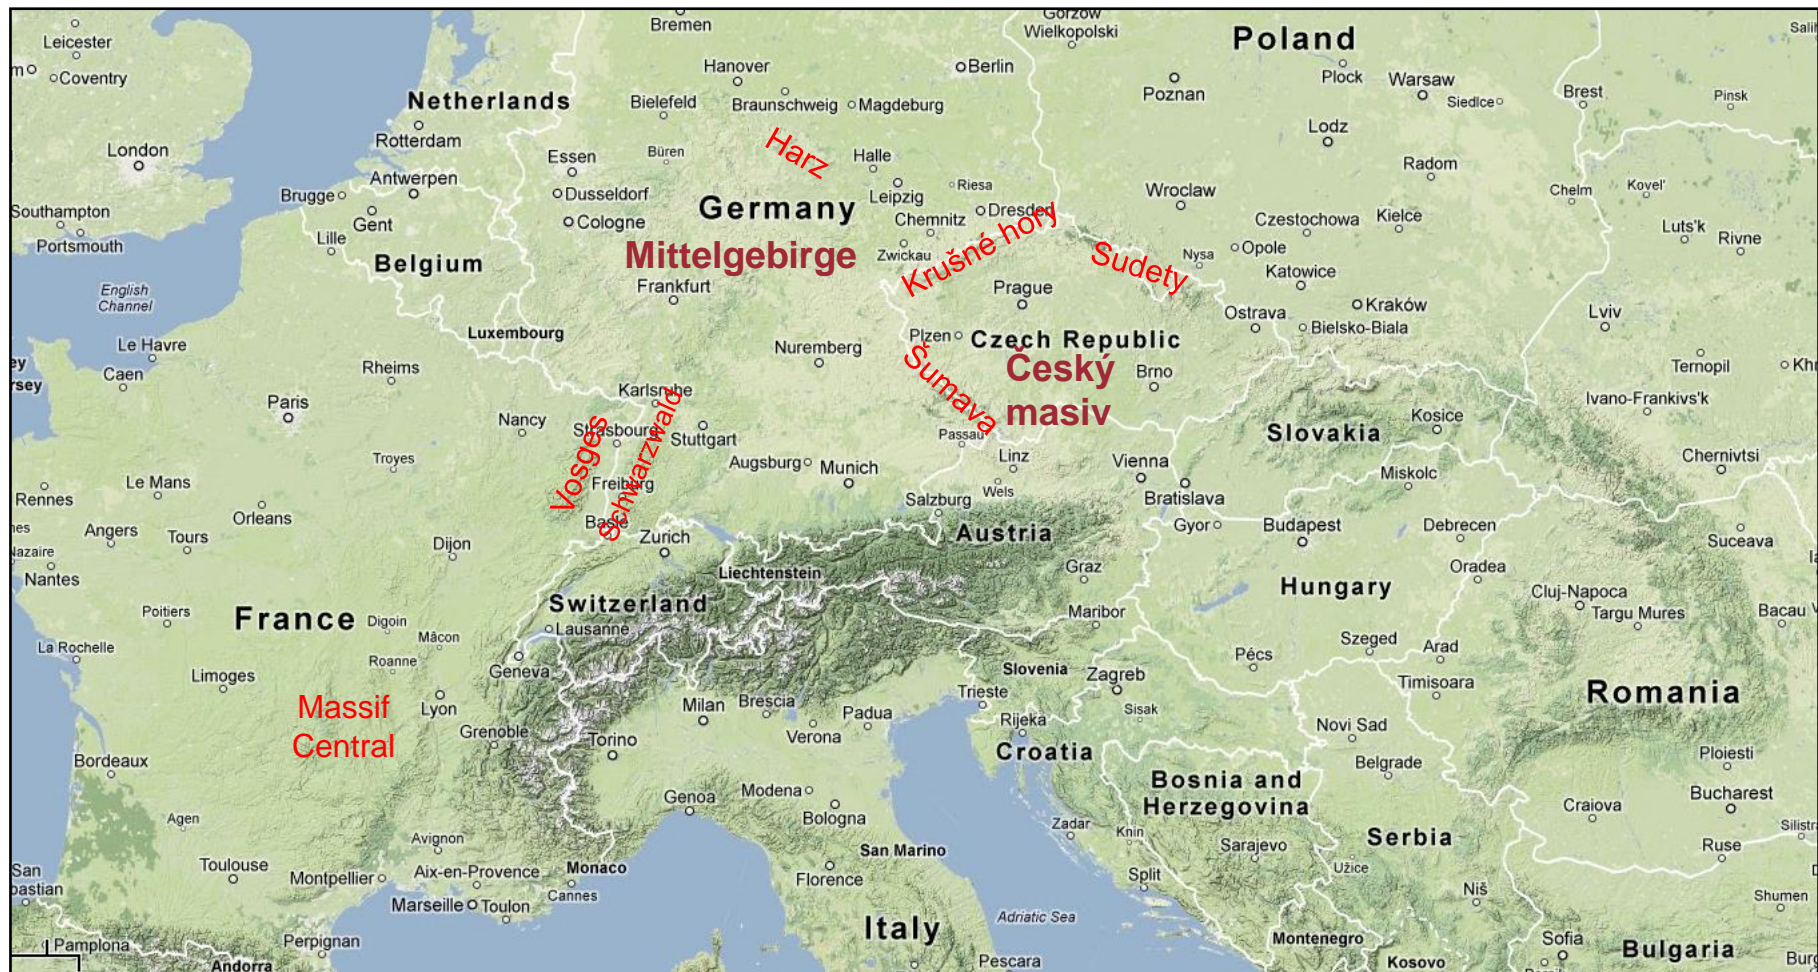 Bremen
Gorzow
Wielkopolski
Poland
Leicester
Coventry
Hanover
Berlin
Plock
Warsaw
Poznan
Siedlce
Brest
Pinsk
Netherlands
Bielefeld
Braunschweig
Magdeburg
Rotterdam
Lodz
London
Essen
Büren
Harz
Halle
Radom
Antwerpen
Brugge
Dusseldorf
Leipzig
Riesa
Wroclaw
Chelm
Kovel'
Southampton
Gent
Cologne
Germany
Chemnitz
Dresden
Czestochowa
Kielce
Luts'k
Rivne
Portsmouth
Lille
Belgium
Mittelgebirge
Zwickau
Krušné hory
Sudety
Nysa
Opole
Katowice
English
Channel
Frankfurt
Prague
Ostrava
Kraków
Bielsko-Biala
Lviv
Luxembourg
Le Havre
Nuremberg
Plzen
Czech Republic
Ternopil
Caen
Rheims
Karlsruhe
Šumava
Český
masiv
Brno
Ivano-Frankivs'k
Paris
Nancy
Vosges
Strasbourg
Schwarzwald
Stuttgart
Passau
Kosice
Slovakia
Troyes
Augsburg
Munich
Linz
Vienna
Miskolc
Chernivtsi
Rennes
Le Mans
Orleans
Freiburg
Salzburg
Wels
Bratislava
Angers
Tours
Basle
Zurich
Austria
Gyor
Budapest
Debrecen
Suceava
Nazaire
Nantes
Dijon
Liechtenstein
Graz
Oradea
Hungary
Cluj-Napoca
Targu Mures
Bacau
Poitiers
France
Digoin
Mâcon
Switzerland
Lausanne
Maribor
La Rochelle
Roanne
Geneva
Slovenia
Zagreb
Pécs
Szeged
Arad
Limoges
Timisoara
Romania
Massif
Central
Lyon
Grenoble
Milan
Brescia
Padua
Verona
Trieste
Rijeka
Sisak
Novi Sad
Torino
Croatia
Belgrade
Ploiesti
Bordeaux
Bosnia and
Herzegovina
Bucharest
Genoa
Modena
Bologna
Craiova
Agen
Avignon
Zadar
Knin
Serbia
Silistra
San Marino
Sarajevo
Ruse
Toulouse
Montpellier
Aix-en-Provence
Monaco
Cannes
Florence
Split
Užice
Marseille
Toulon
Niš
Shumen
Adriatic Sea
Italy
Pamplona
Perpignan
Andorra
Montenegro
Kosovo
Sofia
Bulgaria
Pescara